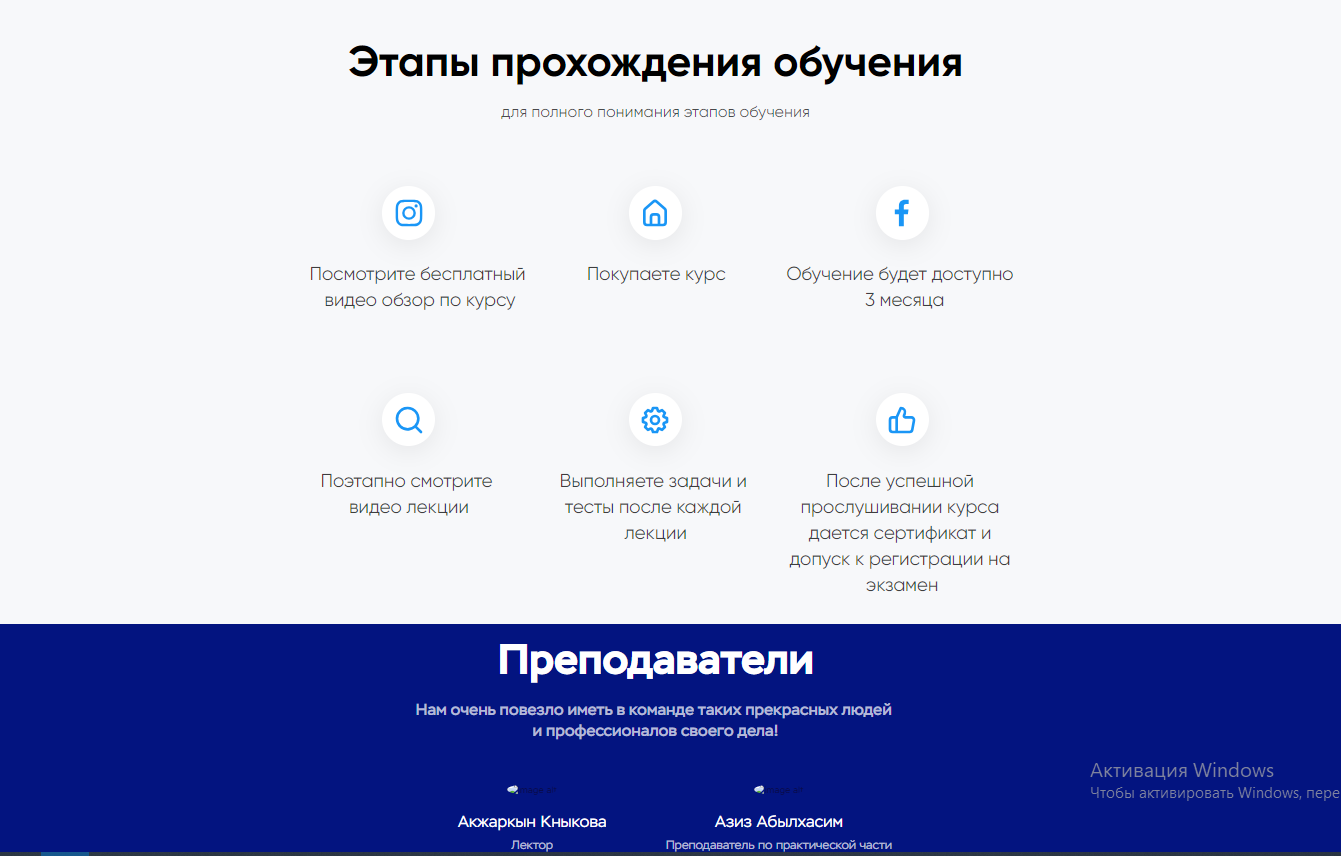 Этапы прохождения обучения
для полного понимания этапов обучения
Посмотрите бесплатный
видео обзор по курсу
Покупаете курс
Обучение будет доступно
3 месяца
Поэтапно смотрите
видео лекции
Выполняете задачи и
тесты после каждой
лекции
После успешной
прослушивании курса
дается сертификат и
допуск к регистрации на
экзамен
Преподаватели
Нам очень повезло иметь в команде таких прекрасных людей
и профессионалов своего дела!
Акжаркын Кныкова
Лектор
Азиз Абылхасим
Преподаватель по практической части
Активация Windows
Чтобы активировать Windows, пере